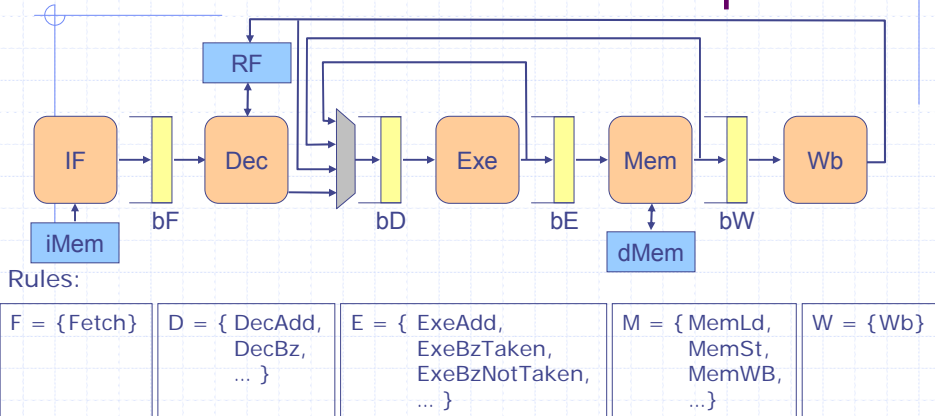 RF
IF
Dec
Exe
Mem
Wb
bF
bD
bE
bW
iMem
dMem
Rules:
F = {Fetch}
D = { DecAdd,
DecBz,
... }
E = { ExeAdd,
ExeBzTaken,
ExeBzNotTaken,
... }
M = { MemLd,
MemSt,
MemWB,
...}
W = {Wb}